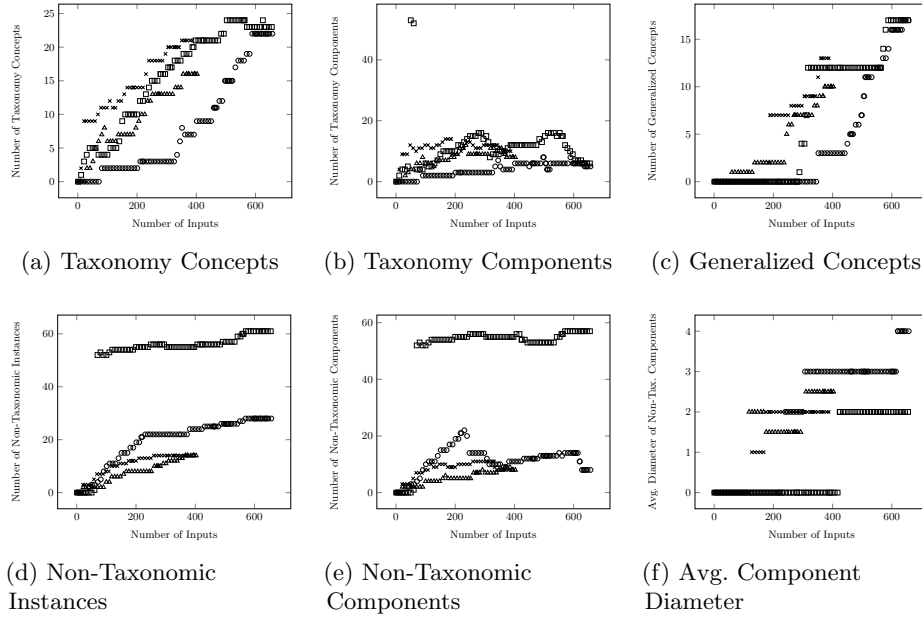 25
20
15
10
5
0
0 200 400 600
Number of Taxonomy Concepts
Number of Inputs
(a) Taxonomy Concepts
40
20
0
0 200 400 600
Number of Taxonomy Components
Number of Inputs
(b) Taxonomy Components
15
10
5
0
0 200 400 600
Number of Generalized Concepts
Number of Inputs
(c) Generalized Concepts
60
40
20
0
0 200 400 600
Number of Non-Taxonomic Instances
Number of Inputs
(d) Non-Taxonomic
Instances
60
40
20
0
0 200 400 600
Number of Non-Taxonomic Components
Number of Inputs
(e) Non-Taxonomic
Components
4
3
2
1
0
0 200 400 600
Avg. Diameter of Non-Tax. Components
Number of Inputs
(f) Avg. Component
Diameter